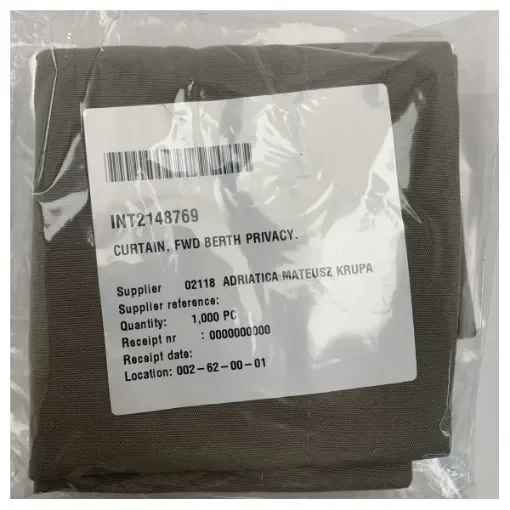 INT2148769
CURTAIN, FWD BERTH PRIVACY.
Supplier 02118 ADRIATICA MATEUSZ KRUPA
Supplier reference:
Quantity: 1,000 PC
Receipt nr : 0000000000
Receipt date:
Location: 002-62-00-01